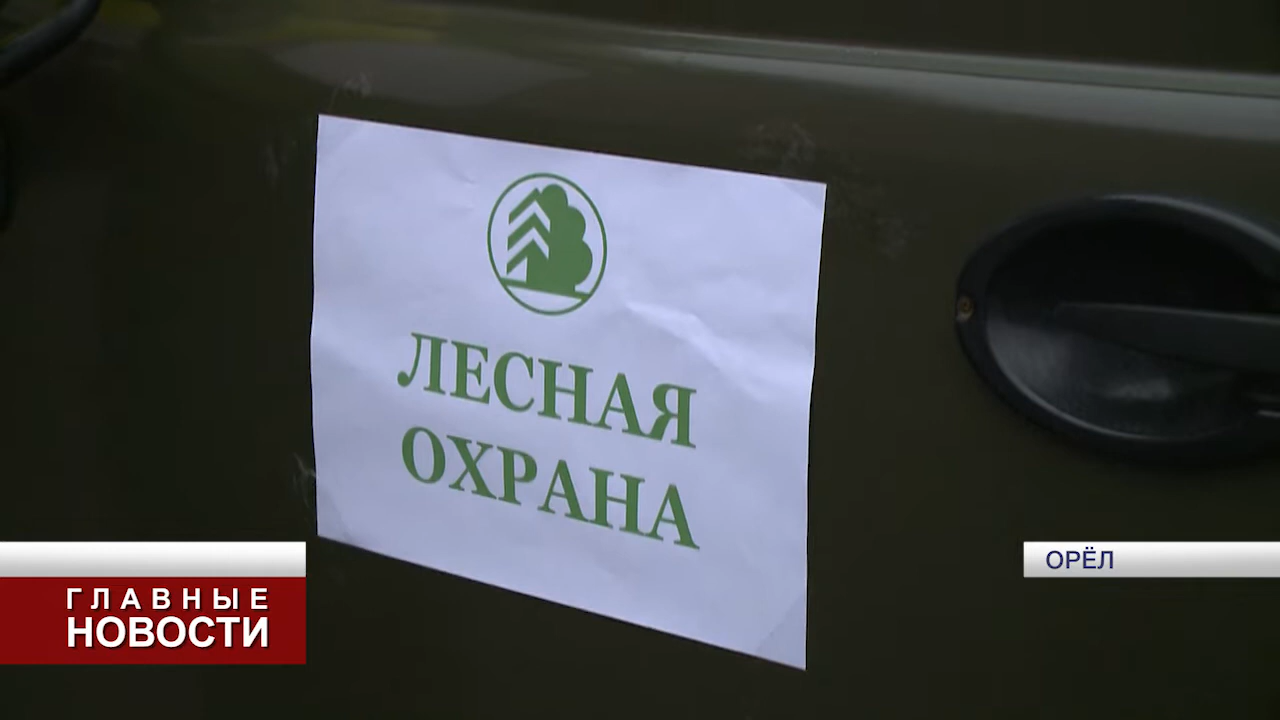 ЛЕСНАЯ
ОХРАНА
ОРЁЛ
ГЛАВНЫЕ
НОВОСТИ